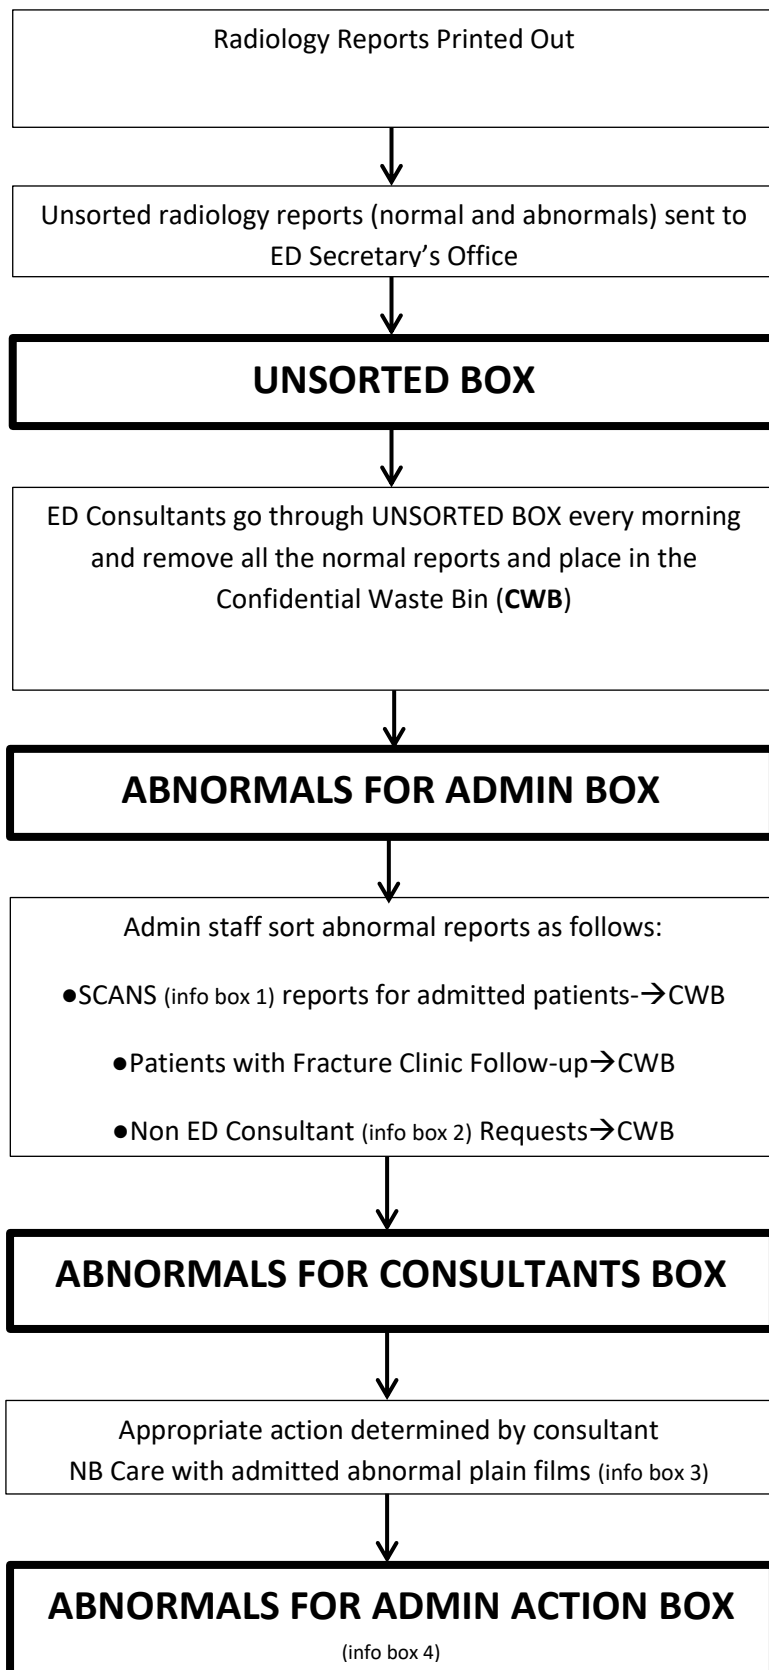 Radiology Reports Printed Out
Unsorted radiology reports (normal and abnormals) sent to
ED Secretary’s Office
UNSORTED BOX
ED Consultants go through UNSORTED BOX every morning
and remove all the normal reports and place in the
Confidential Waste Bin (CWB)
ABNORMALS FOR ADMIN BOX
Admin staff sort abnormal reports as follows:
●SCANS (info box 1) reports for admitted patients-→CWB
●Patients with Fracture Clinic Follow-up→CWB
●Non ED Consultant (info box 2) Requests→CWB
ABNORMALS FOR CONSULTANTS BOX
Appropriate action determined by consultant
NB Care with admitted abnormal plain films (info box 3)
ABNORMALS FOR ADMIN ACTION BOX
(info box 4)